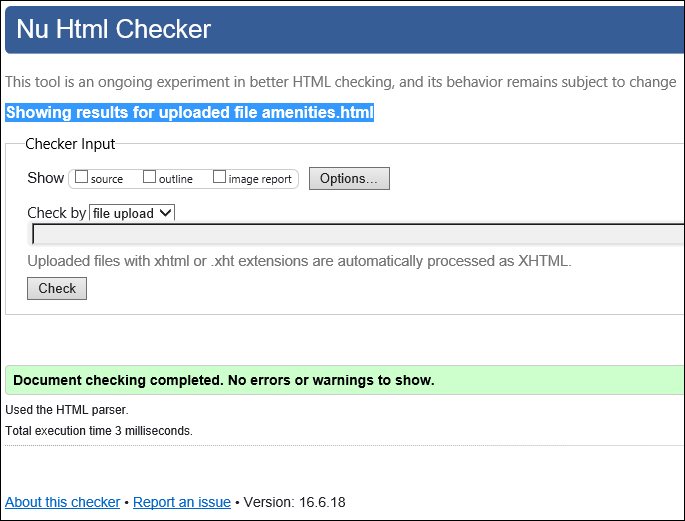 Nu Html Checker
This tool is an ongoing experiment in better HTML checking, and its behavior remains subject to change
Showing results for uploaded file amenities.html
Checker Input
Show source outline image report Options...
Check by file upload
Uploaded files with xhtml or .xht extensions are automatically processed as XHTML.
Check
Document checking completed. No errors or warnings to show.
Used the HTML parser.
Total execution time 3 milliseconds.
About this checker • Report an issue • Version: 16.6.18